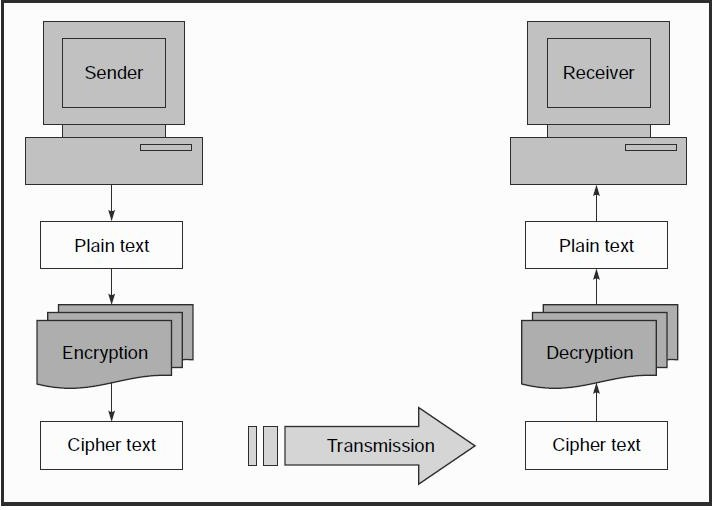 Sender
Receiver
Plain text
Plain text
Encryption
Decryption
Cipher text
Transmission
Cipher text